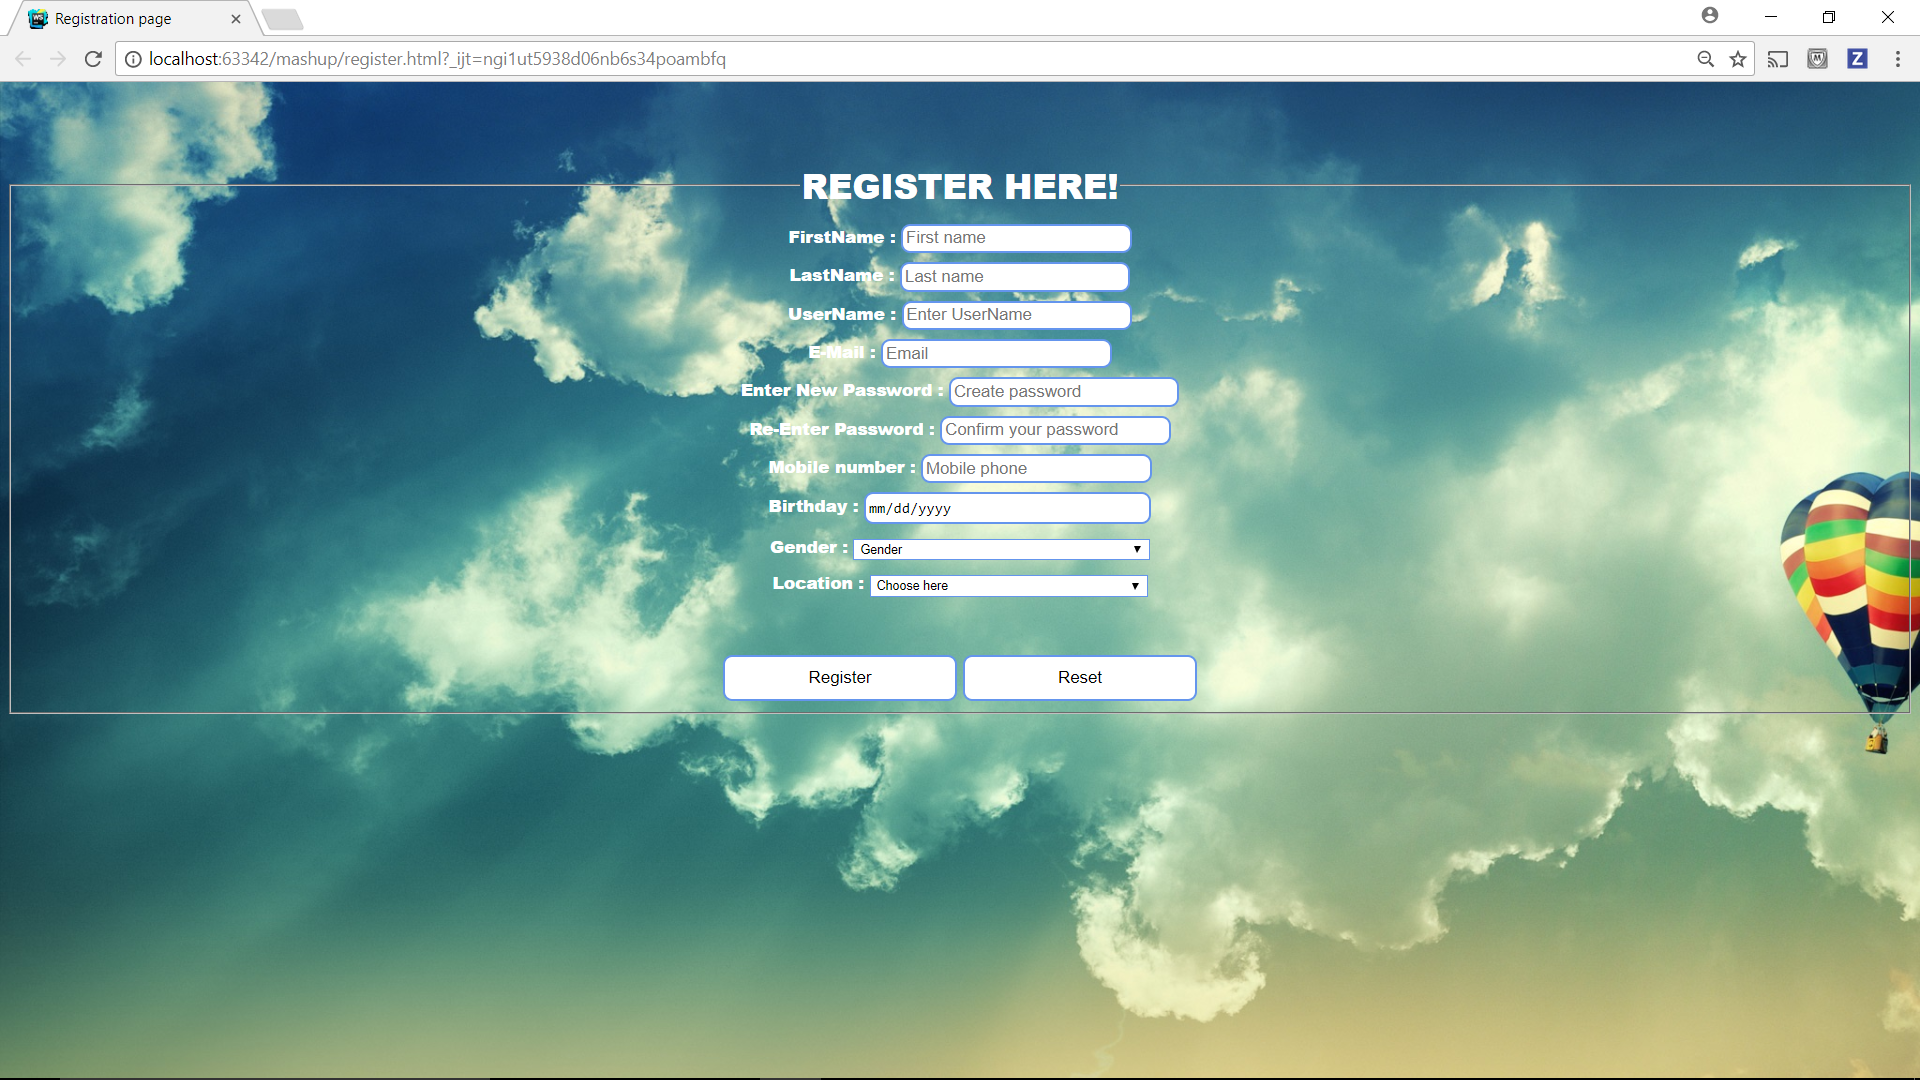 Registration page
localhost:63342/mashup/register.html?_ijt=ngi1ut5938d06nb6s34poambfq
REGISTER HERE!
FirstName : First name
LastName : Last name
UserName : Enter UserName
E-Mail : Email
Enter New Password : Create password
Re-Enter Password : Confirm your password
Mobile number : Mobile phone
Birthday : mm/dd/yyyy
Gender : Gender
Location : Choose here
Register Reset